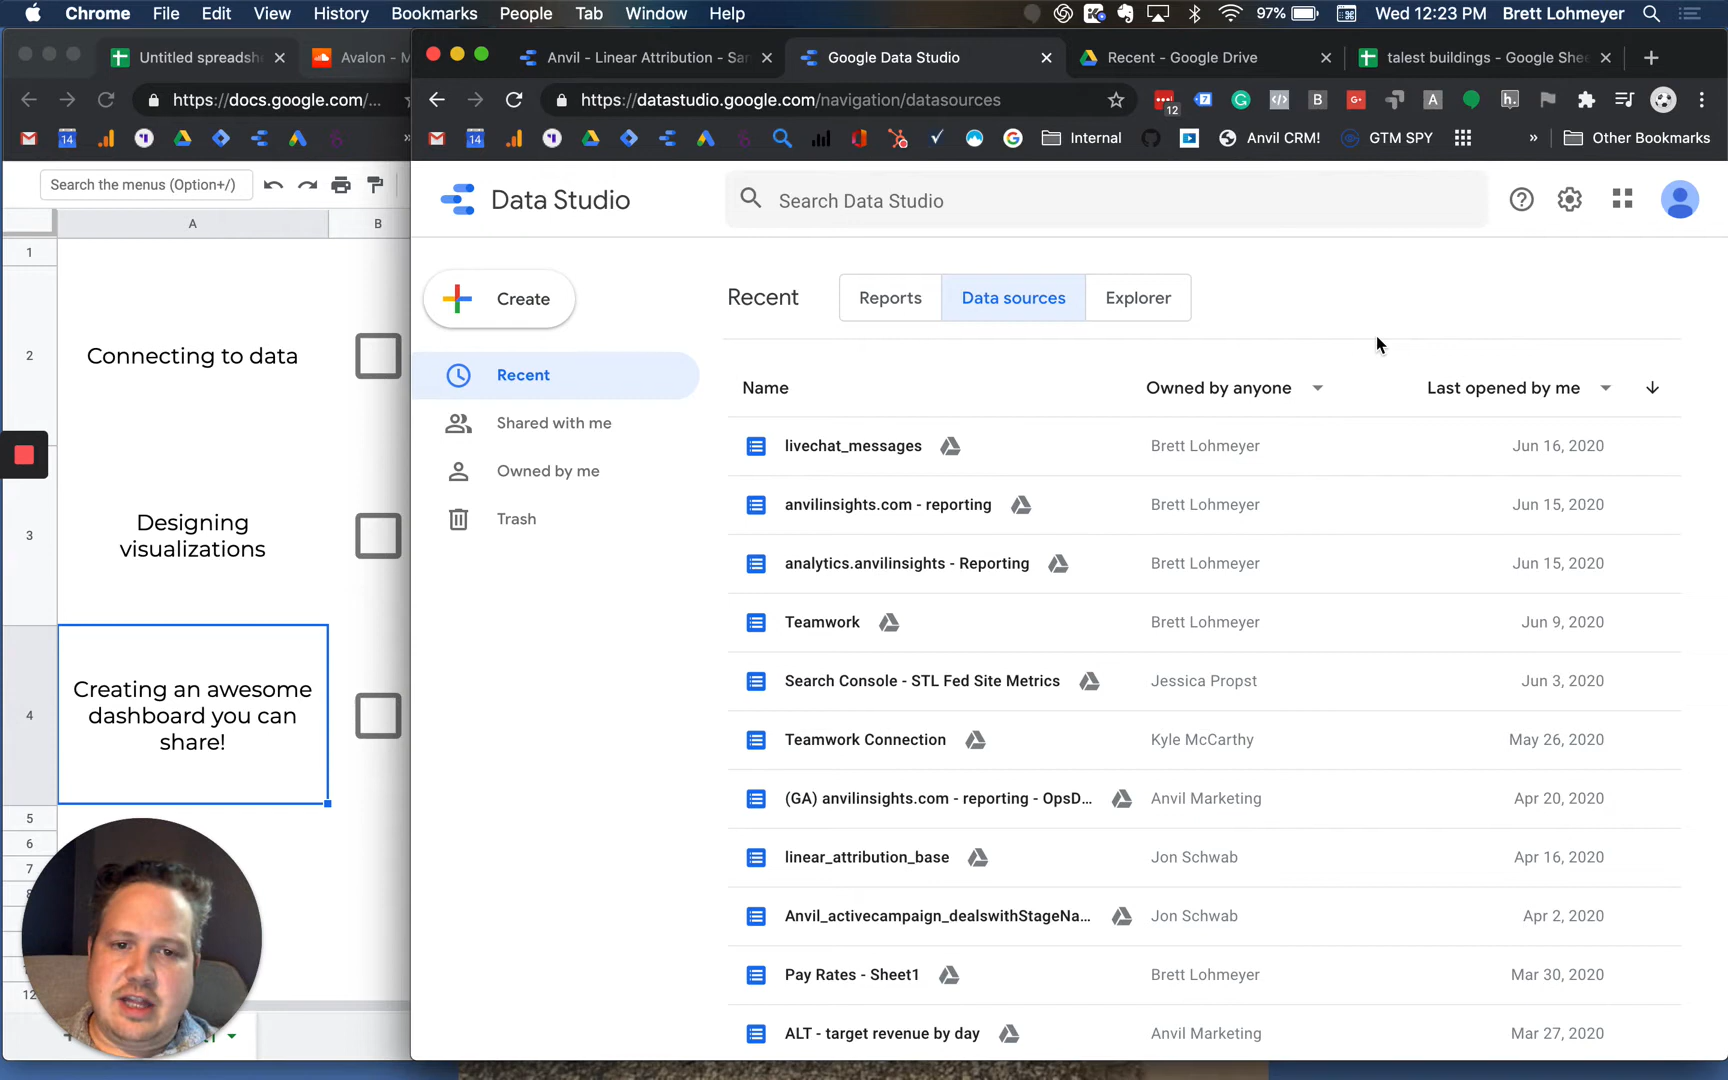 Chrome File Edit View History Bookmarks People Tab Window Help
97% Wed 12:23 PM Brett Lohmeyer
Untitled spreadsh
Avalon - M
https://docs.google.com/...
14
Search the menus (Option+/)
A B
1
2
Connecting to data
3
Designing
visualizations
4
Creating an awesome
dashboard you can
share!
5
6
7
8
12
Anvil - Linear Attribution - San
Google Data Studio
Recent - Google Drive
talest buildings - Google Shee
https://datastudio.google.com/navigation/datasources
12
7
B
G+
A
h.
14
Internal
Anvil CRM!
GTM SPY
»
Other Bookmarks
Data Studio
Search Data Studio
Create
Recent
Shared with me
Owned by me
Trash
Recent Reports Data sources Explorer
Name Owned by anyone Last opened by me
livechat_messages Brett Lohmeyer Jun 16, 2020
anvilinsights.com - reporting Brett Lohmeyer Jun 15, 2020
analytics.anvilinsights - Reporting Brett Lohmeyer Jun 15, 2020
Teamwork Brett Lohmeyer Jun 9, 2020
Search Console - STL Fed Site Metrics Jessica Propst Jun 3, 2020
Teamwork Connection Kyle McCarthy May 26, 2020
(GA) anvilinsights.com - reporting - OpsD... Anvil Marketing Apr 20, 2020
linear_attribution_base Jon Schwab Apr 16, 2020
Anvil_activecampaign_dealswithStageNa... Jon Schwab Apr 2, 2020
Pay Rates - Sheet1 Brett Lohmeyer Mar 30, 2020
ALT - target revenue by day Anvil Marketing Mar 27, 2020